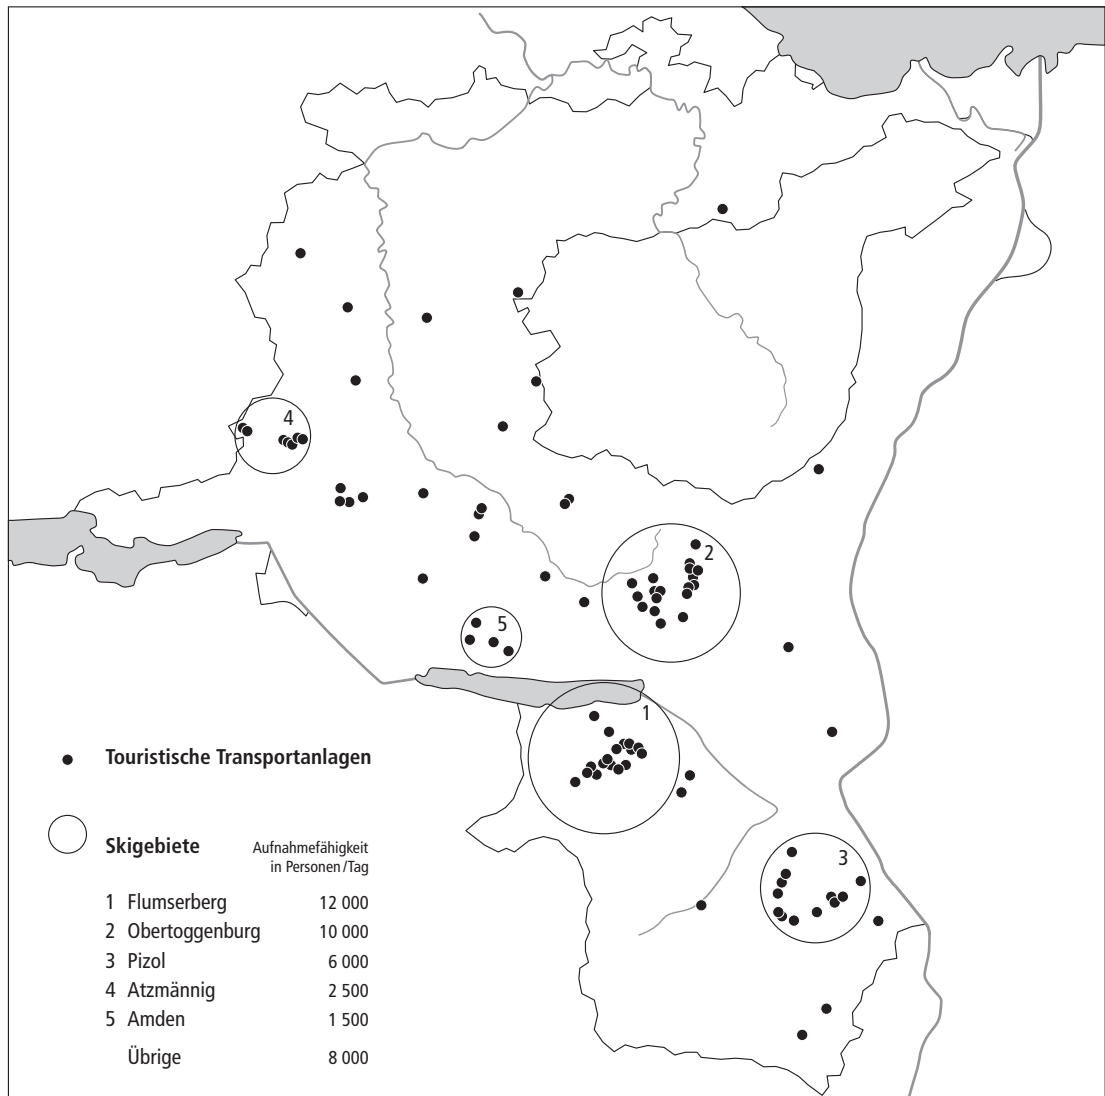 4
2
5
1
3
Touristische Transportanlagen
Skigebiete
Aufnahmefähigkeit
in Personen/Tag
1 Flumserberg 12 000
2 Obertoggenburg 10 000
3 Pizol 6 000
4 Atzmännig 2 500
5 Amden 1 500
Übrige 8 000